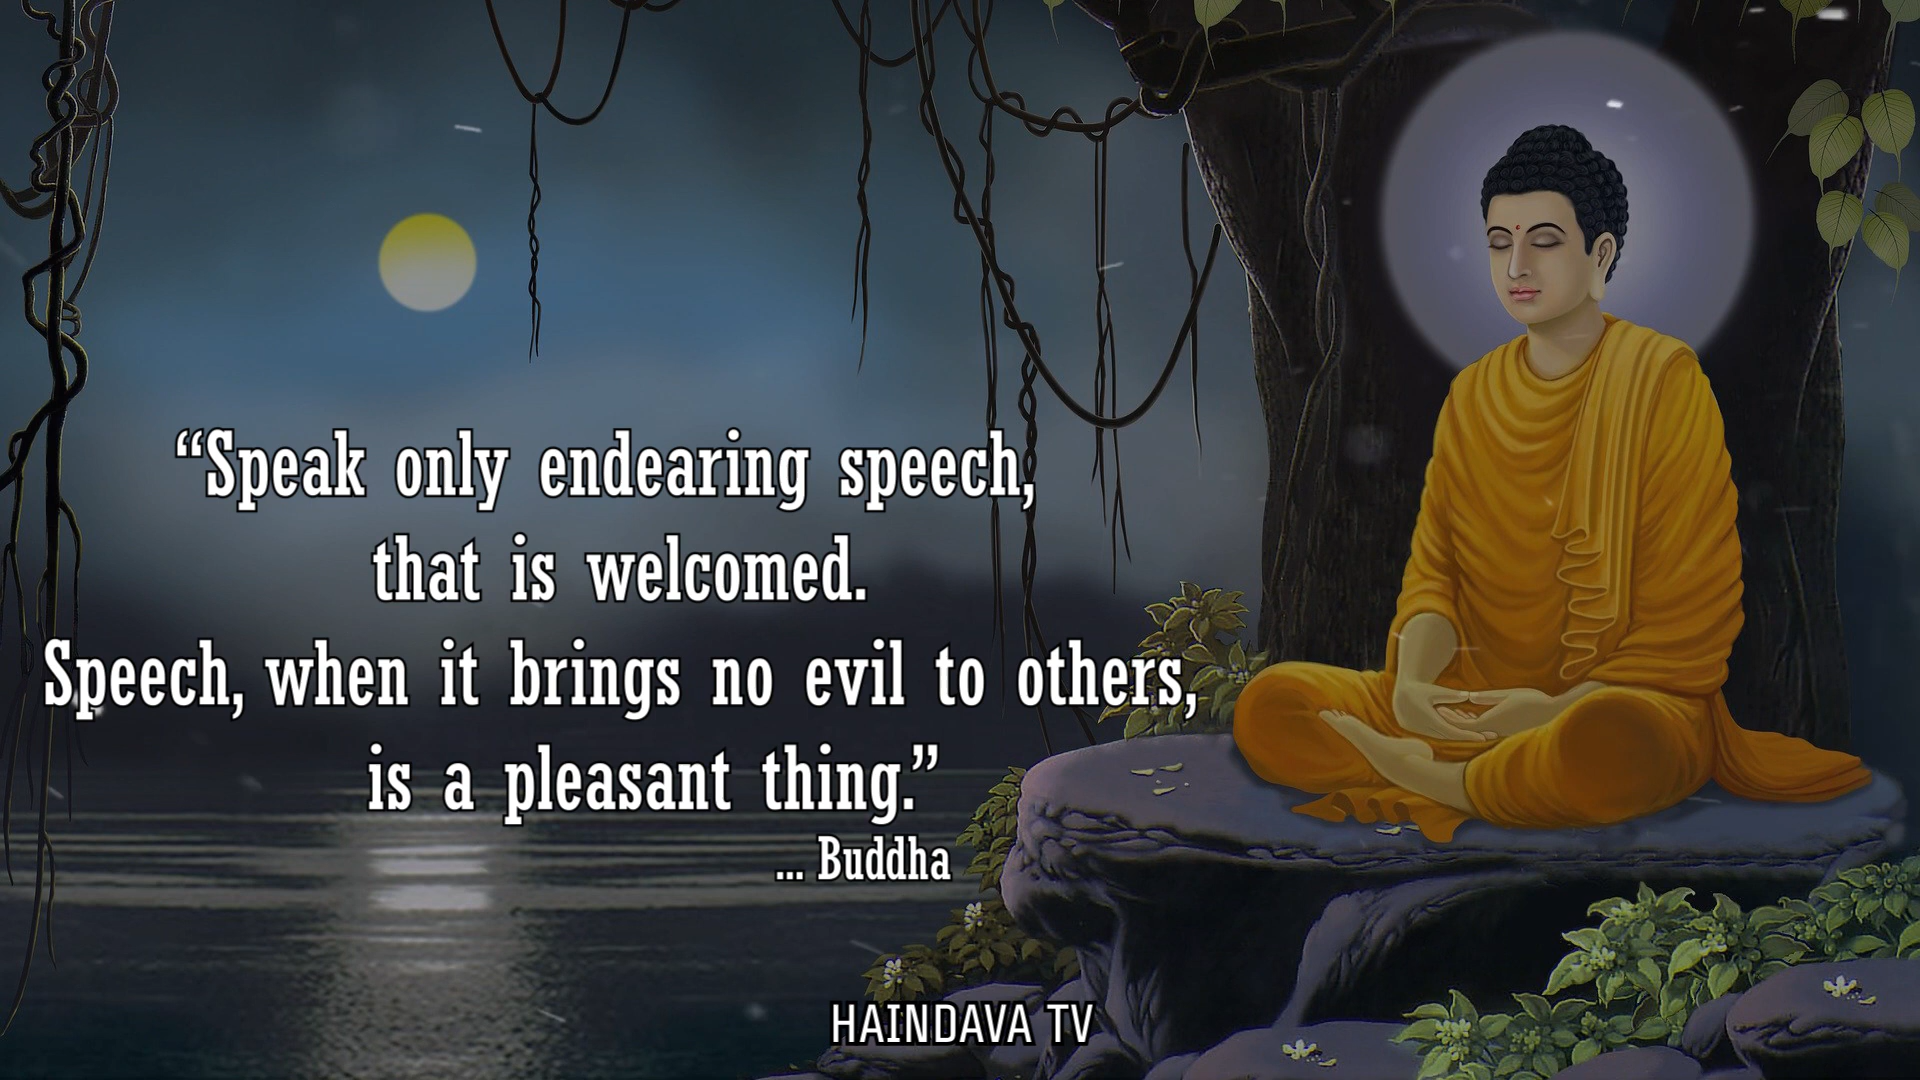 “Speak only endearing speech,
that is welcomed.
Speech, when it brings no evil to others,
is a pleasant thing.”
... Buddha
HAINDAVA TV